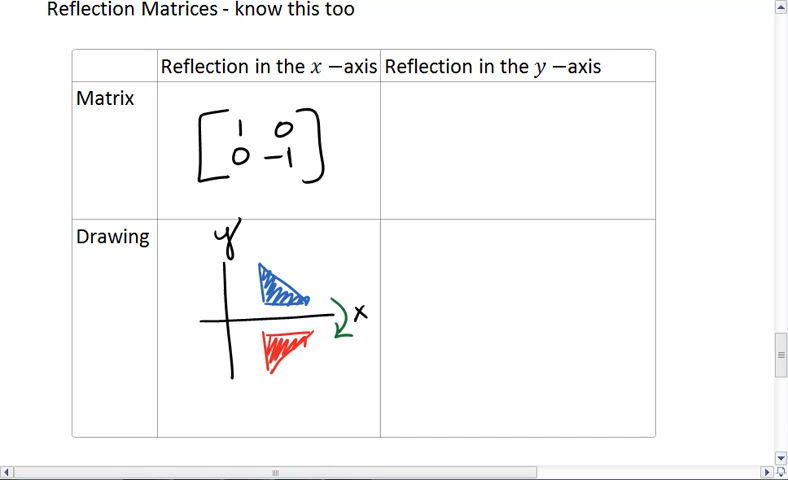 Reflection Matrices - know this too
Reflection in the x −axis Reflection in the y −axis
Matrix
1 0
0 −1
Drawing
y
x